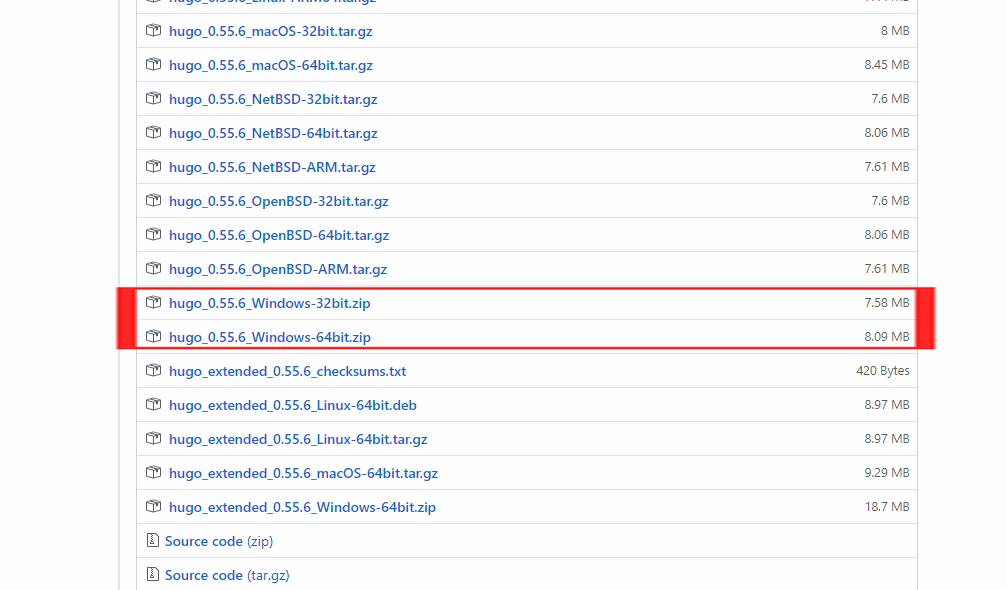 hugo_0.55.6_macOS-32bit.tar.gz 8 MB
hugo_0.55.6_macOS-64bit.tar.gz 8.45 MB
hugo_0.55.6_NetBSD-32bit.tar.gz 7.6 MB
hugo_0.55.6_NetBSD-64bit.tar.gz 8.06 MB
hugo_0.55.6_NetBSD-ARM.tar.gz 7.61 MB
hugo_0.55.6_OpenBSD-32bit.tar.gz 7.6 MB
hugo_0.55.6_OpenBSD-64bit.tar.gz 8.06 MB
hugo_0.55.6_OpenBSD-ARM.tar.gz 7.61 MB
hugo_0.55.6_Windows-32bit.zip 7.58 MB
hugo_0.55.6_Windows-64bit.zip 8.09 MB
hugo_extended_0.55.6_checksums.txt 420 Bytes
hugo_extended_0.55.6_Linux-64bit.deb 8.97 MB
hugo_extended_0.55.6_Linux-64bit.tar.gz 8.97 MB
hugo_extended_0.55.6_macOS-64bit.tar.gz 9.29 MB
hugo_extended_0.55.6_Windows-64bit.zip 18.7 MB
Source code (zip)
Source code (tar.gz)